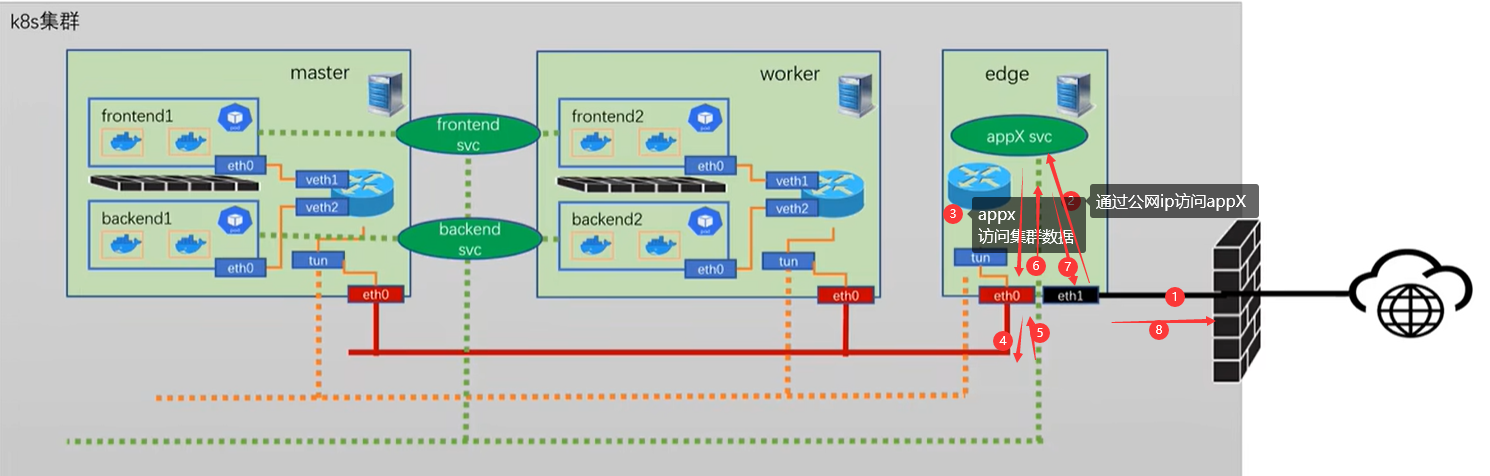 k8s集群
master
frontend1
eth0
veth1
veth2
backend1
eth0
tun
eth0
frontend
svc
backend
svc
worker
frontend2
eth0
veth1
veth2
backend2
eth0
tun
eth0
edge
appX svc
2
通过公网ip访问appX
3
appx
访问集群数据
tun
6
7
eth0
eth1
1
4
5
8